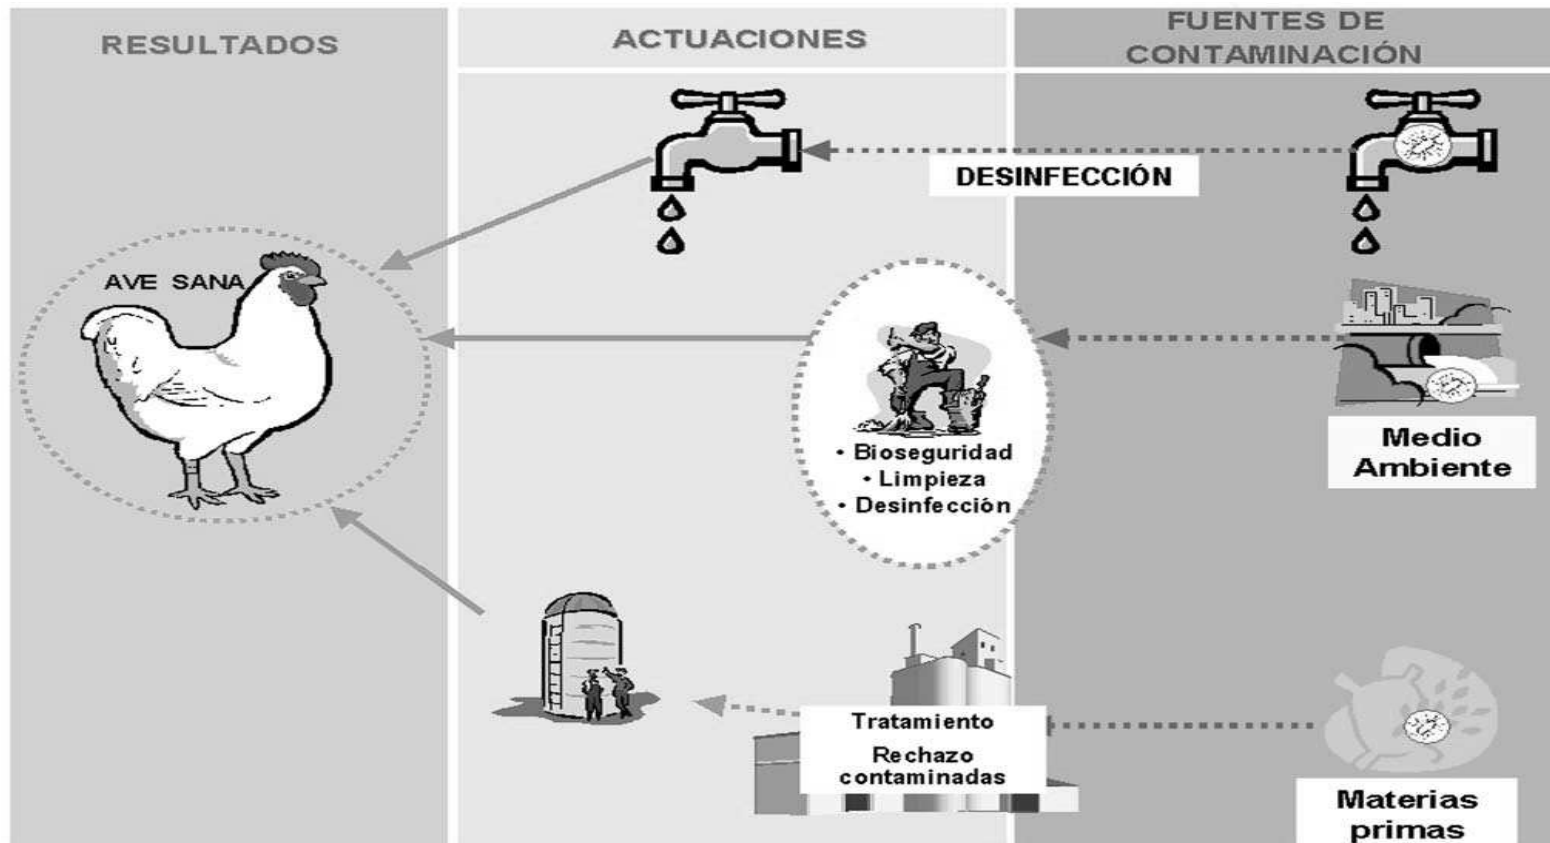 RESULTADOS
ACTUACIONES
FUENTES DE
CONTAMINACIÓN
DESINFECCIÓN
AVE SANA
• Bioseguridad
• Limpieza
• Desinfección
Medio
Ambiente
Tratamiento
Rechazo
contaminadas
Materias
primas